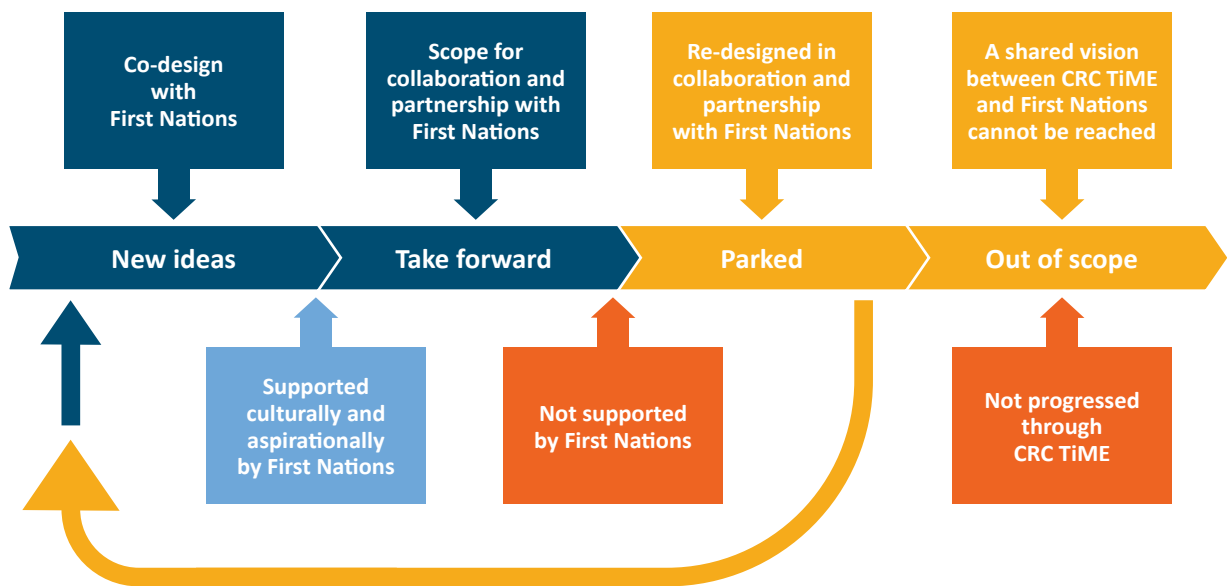 Co-design
with
First Nations
Scope for
collaboration and
partnership with
First Nations
Re-designed in
collaboration and
partnership
with First Nations
A shared vision
between CRC TiME
and First Nations
cannot be reached
New ideas
Take forward
Parked
Out of scope
Supported
culturally and
aspirationally
by First Nations
Not supported
by First Nations
Not progressed
through
CRC TiME